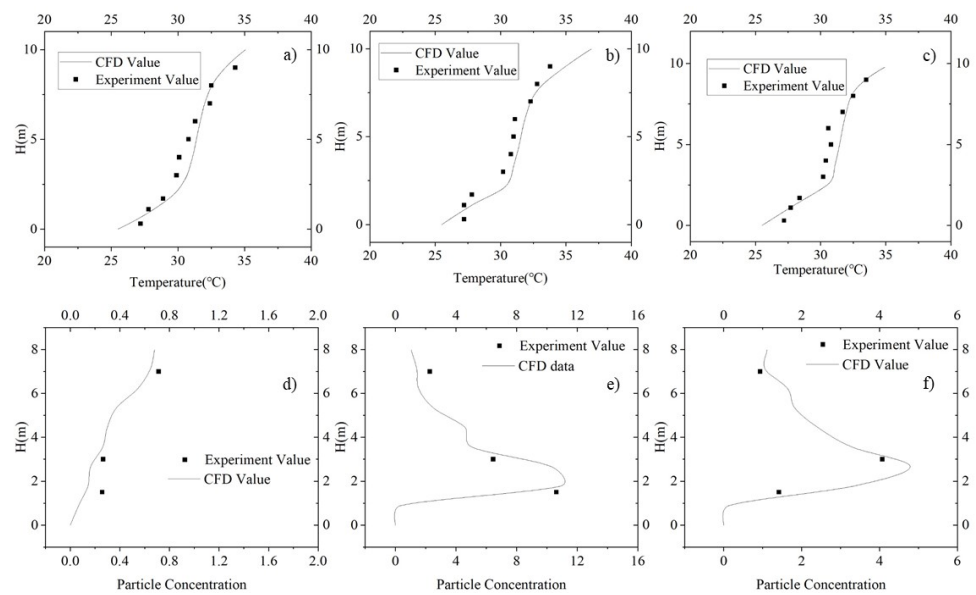 20 25 30 35 40
10
5
0
H(m)
CFD Value
Experiment Value
a)
10
5
0
20 25 30 35 40
Temperature(℃)
20 25 30 35 40
10
5
0
H(m)
CFD Value
Experiment Value
b)
10
5
0
20 25 30 35 40
Temperature(℃)
20 25 30 35 40
10
5
0
H(m)
CFD Value
Experiment Value
c)
10
5
0
20 25 30 35 40
Temperature(℃)
0.0 0.4 0.8 1.2 1.6 2.0
8
6
4
2
0
H(m)
d)
Experiment Value
CFD Value
8
6
4
2
0
0.0 0.4 0.8 1.2 1.6 2.0
Particle Concentration
0 4 8 12 16
8
6
4
2
0
H(m)
Experiment Value
CFD data
e)
8
6
4
2
0
0 4 8 12 16
Particle Concentration
0 2 4 6
8
6
4
2
0
H(m)
Experiment Value
CFD Value
f)
8
6
4
2
0
0 2 4 6
Particle Concentration